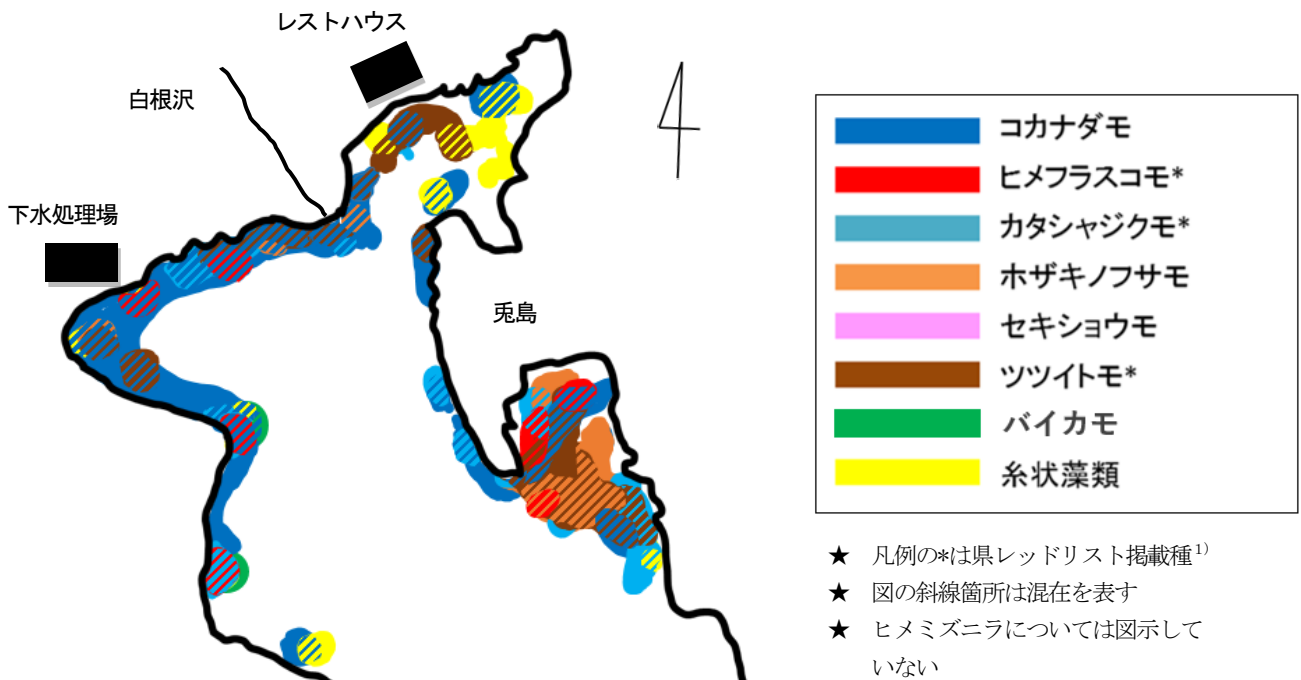 レストハウス
白根沢
下水処理場
兎島
コカナダモ
ヒメフラスコモ*
カタシャジクモ*
ホザキノフサモ
セキショウモ
ツツイトモ*
バイカモ
糸状藻類
★ 凡例の*は県レッドリスト掲載種1)
★ 図の斜線箇所は混在を表す
★ ヒメミズニラについては図示して
いない